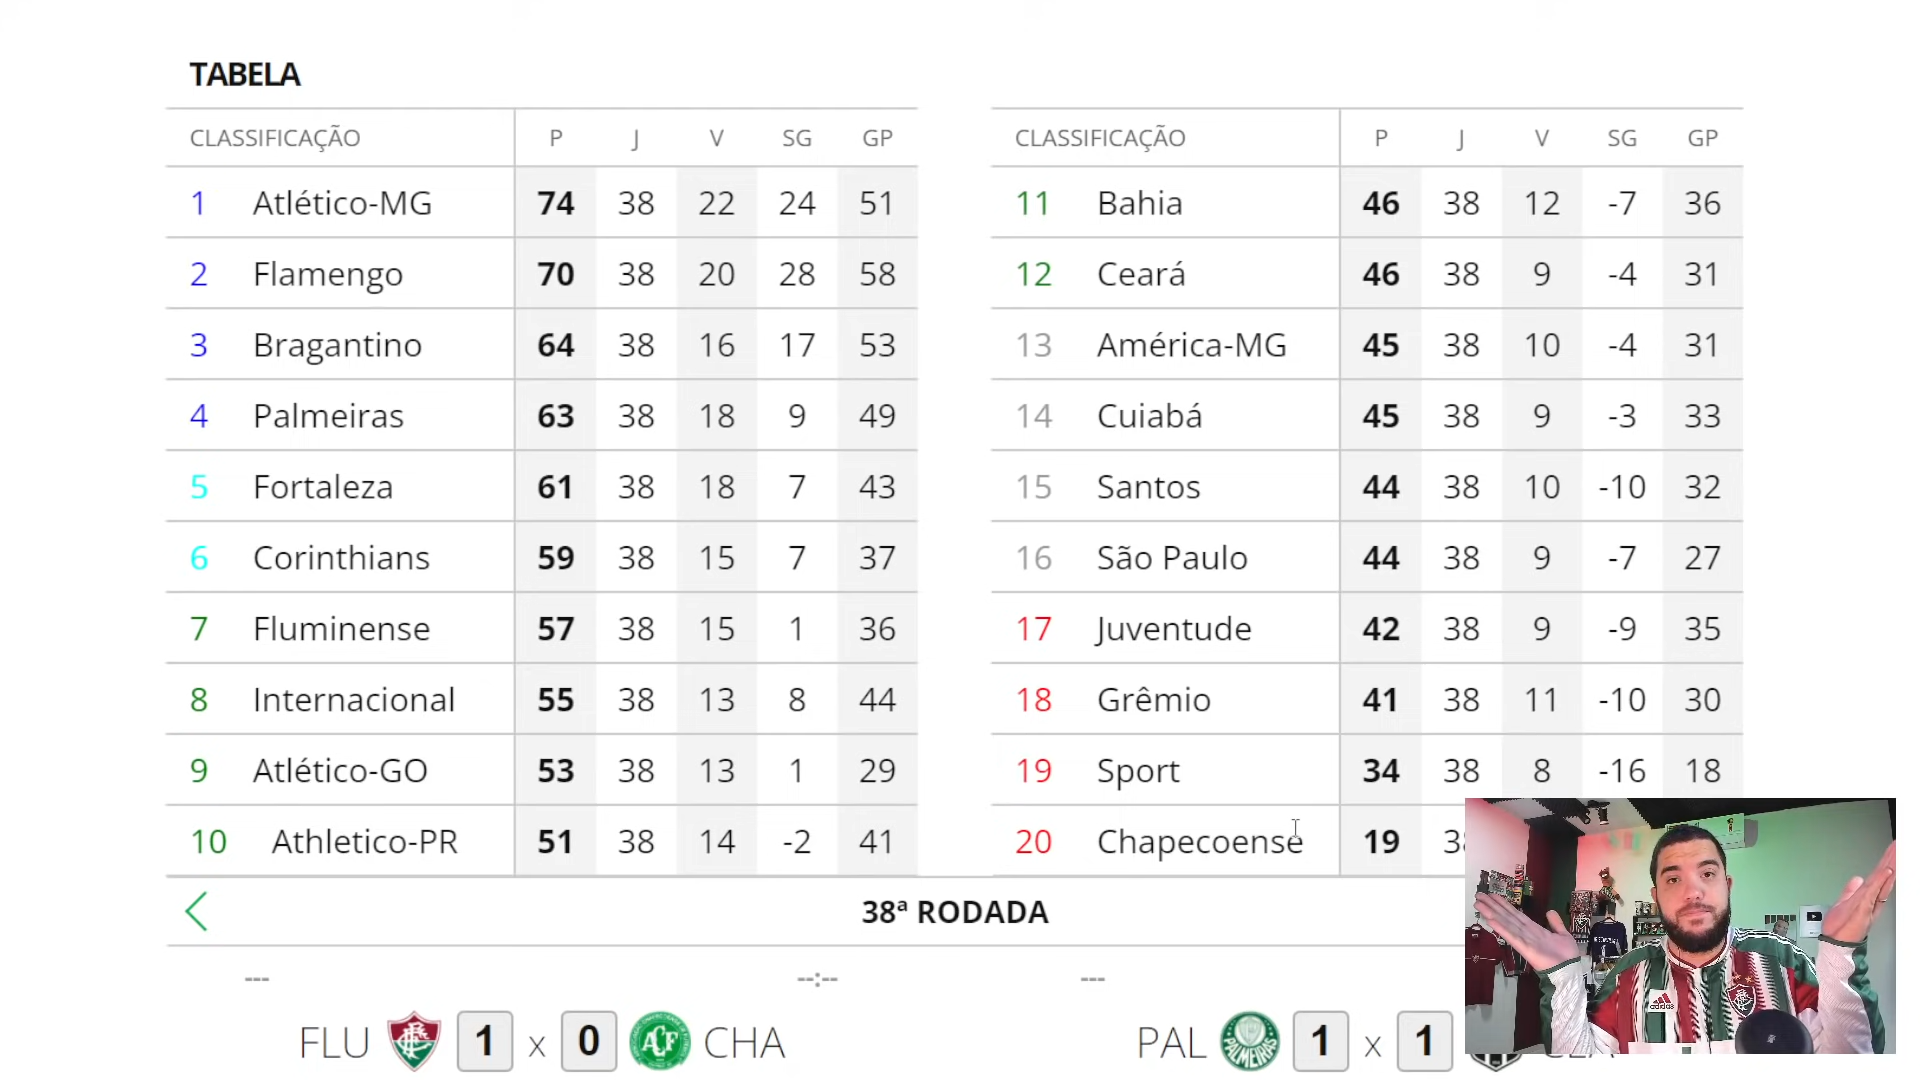 TABELA
CLASSIFICAÇÃO P J V SG GP
1 Atlético-MG 74 38 22 24 51
2 Flamengo 70 38 20 28 58
3 Bragantino 64 38 16 17 53
4 Palmeiras 63 38 18 9 49
5 Fortaleza 61 38 18 7 43
6 Corinthians 59 38 15 7 37
7 Fluminense 57 38 15 1 36
8 Internacional 55 38 13 8 44
9 Atlético-GO 53 38 13 1 29
10 Athletico-PR 51 38 14 -2 41
CLASSIFICAÇÃO P J V SG GP
11 Bahia 46 38 12 -7 36
12 Ceará 46 38 9 -4 31
13 América-MG 45 38 10 -4 31
14 Cuiabá 45 38 9 -3 33
15 Santos 44 38 10 -10 32
16 São Paulo 44 38 9 -7 27
17 Juventude 42 38 9 -9 35
18 Grêmio 41 38 11 -10 30
19 Sport 34 38 8 -16 18
20 Chapecoense 19
38ª RODADA
--- --:-- ---
FLU 1 x 0 CHA
PAL PALMEIRAS 1 x 1
adidas